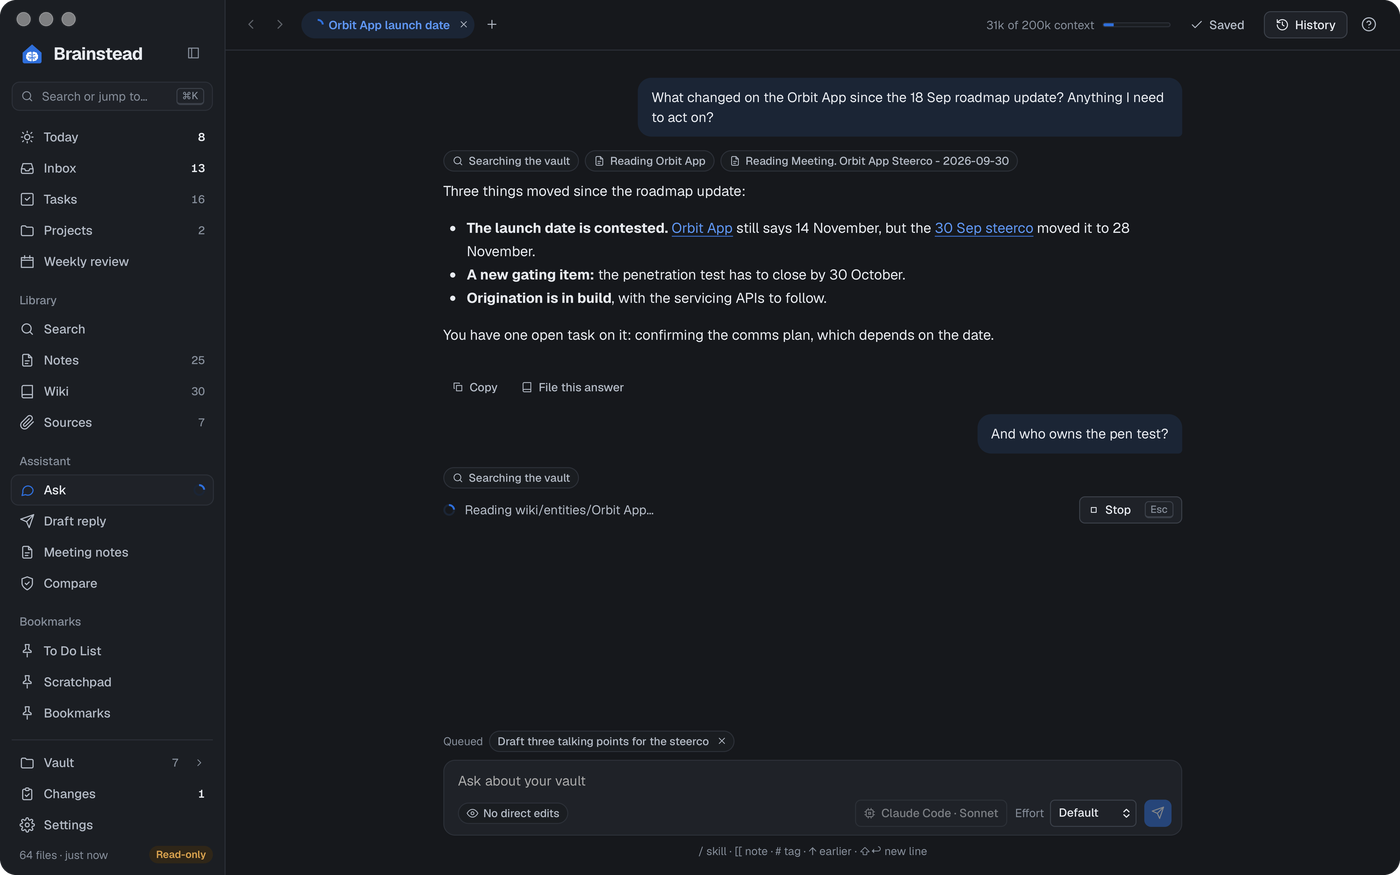 Brainstead
Search or jump to... ⌘K
Today 8
Inbox 13
Tasks 16
Projects 2
Weekly review
Library
Search
Notes 25
Wiki 30
Sources 7
Assistant
Ask
Draft reply
Meeting notes
Compare
Bookmarks
To Do List
Scratchpad
Bookmarks
Vault 7
Changes 1
Settings
64 files · just now Read-only
Orbit App launch date
31k of 200k context
Saved
History
What changed on the Orbit App since the 18 Sep roadmap update? Anything I need
to act on?
Searching the vault
Reading Orbit App
Reading Meeting. Orbit App Steerco - 2026-09-30
Three things moved since the roadmap update:
• The launch date is contested. Orbit App still says 14 November, but the 30 Sep steerco moved it to 28
November.
• A new gating item: the penetration test has to close by 30 October.
• Origination is in build, with the servicing APIs to follow.
You have one open task on it: confirming the comms plan, which depends on the date.
Copy
File this answer
And who owns the pen test?
Searching the vault
Reading wiki/entities/Orbit App...
Stop Esc
Queued Draft three talking points for the steerco
Ask about your vault
No direct edits
Claude Code · Sonnet
Effort Default
/ skill · [[ note · # tag · ↑ earlier · ⇧↩ new line